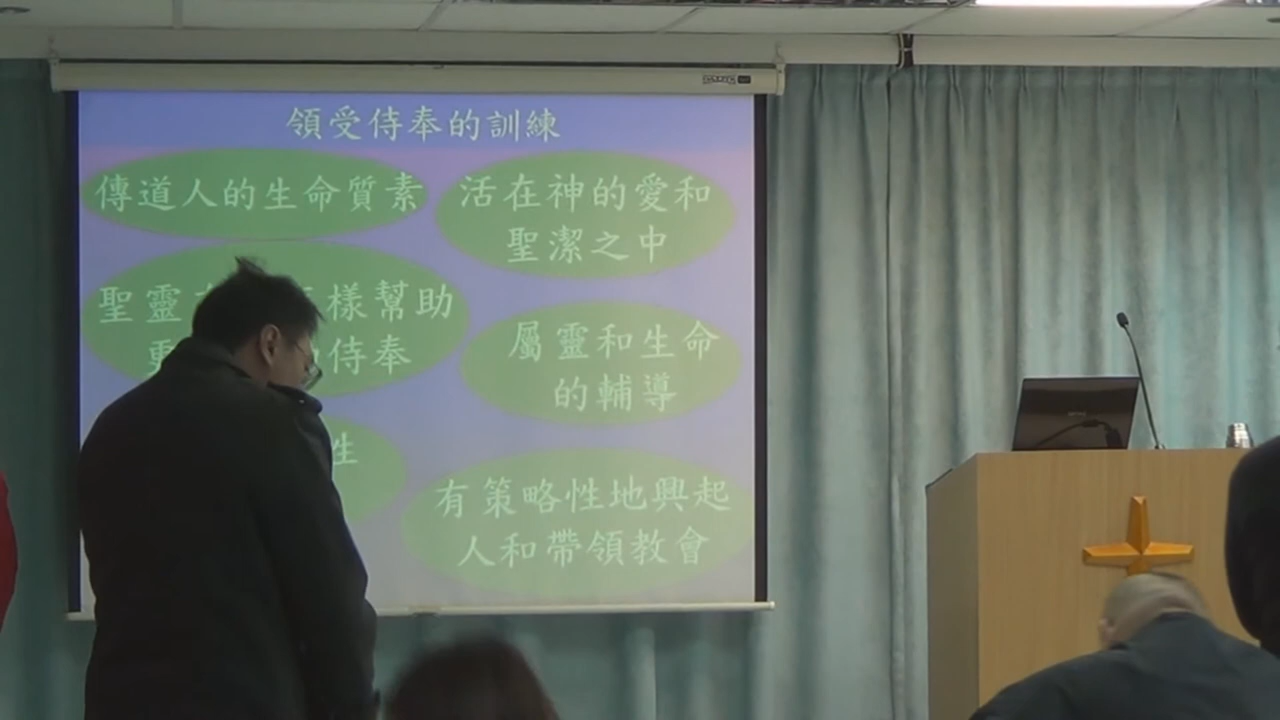 領受侍奉的訓練
傳道人的生命質素
活在神的愛和
聖潔之中
聖靈 樣幫助
侍奉
屬靈和生命
的輔導
性
有策略性地興起
人和帶領教會